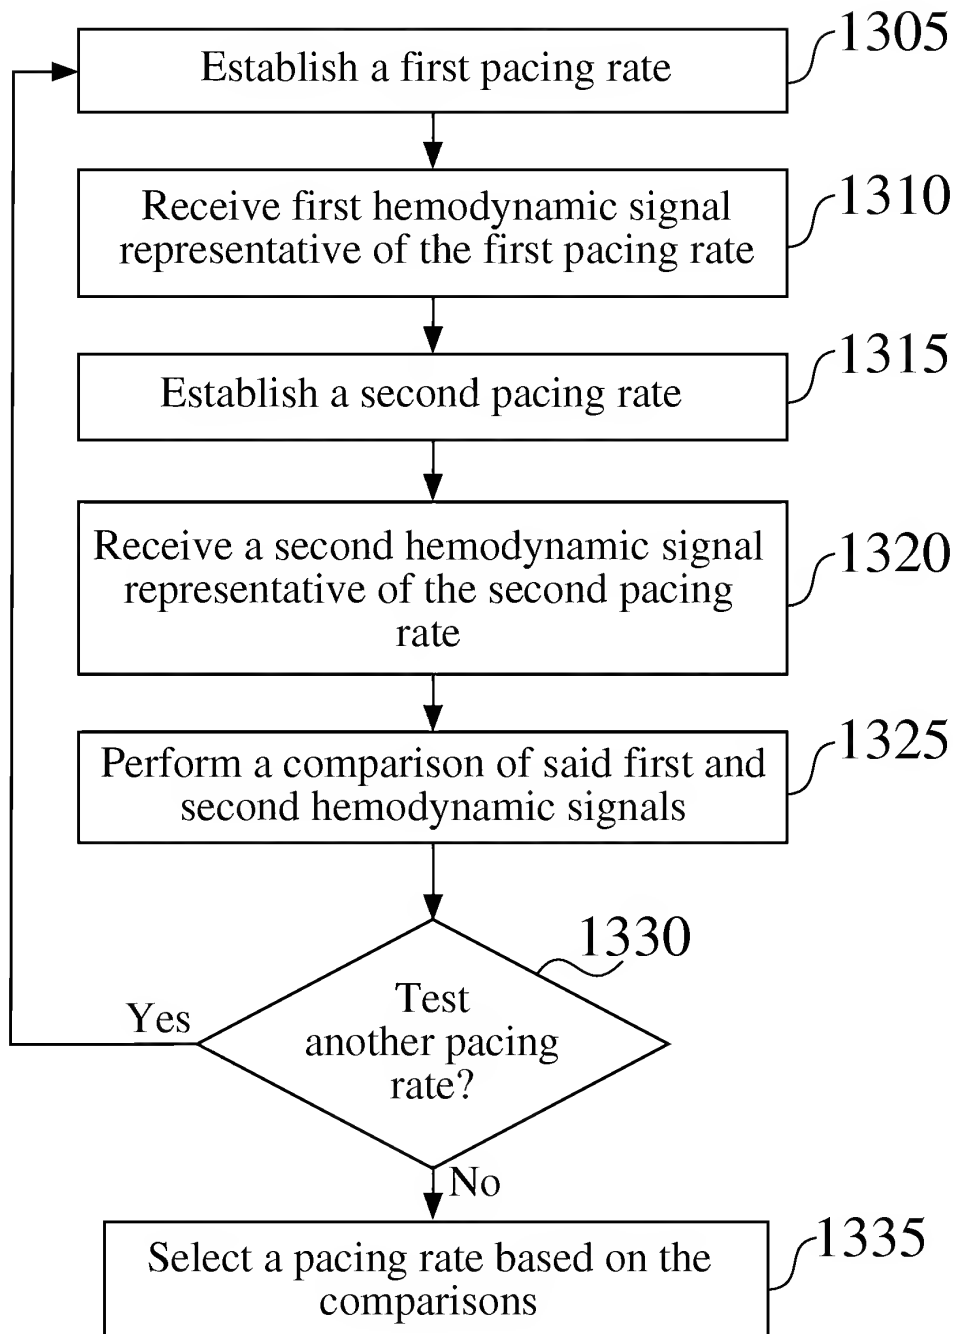 1305
Establish a first pacing rate
1310
Receive first hemodynamic signal
representative of the first pacing rate
1315
Establish a second pacing rate
1320
Receive a second hemodynamic signal
representative of the second pacing
rate
1325
Perform a comparison of said first and
second hemodynamic signals
1330
Test
another pacing
rate?
Yes
No
1335
Select a pacing rate based on the
comparisons